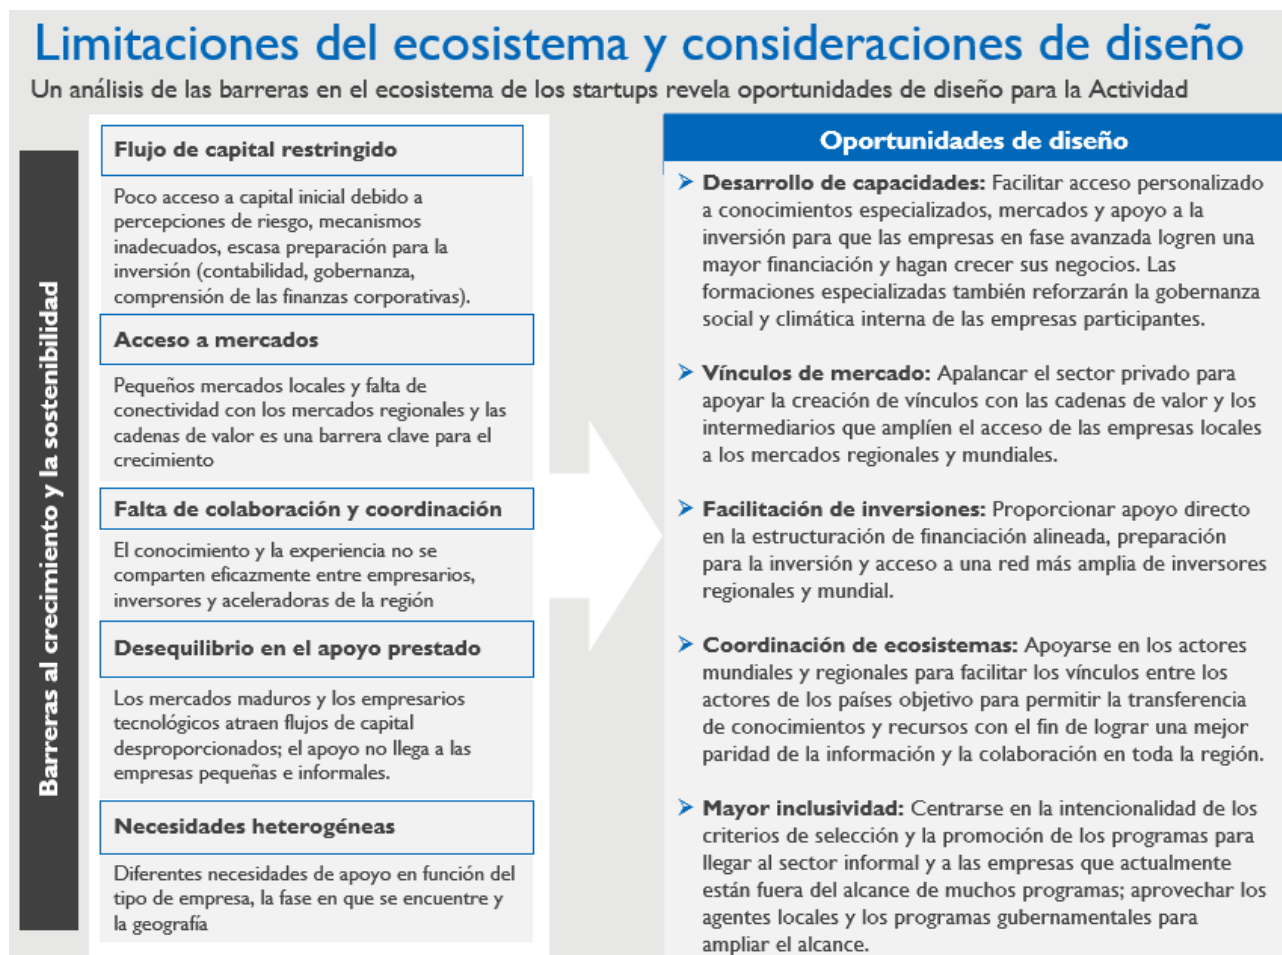 Limitaciones del ecosistema y consideraciones de diseño
Un análisis de las barreras en el ecosistema de los startups revela oportunidades de diseño para la Actividad
Barreras al crecimiento y la sostenibilidad
Flujo de capital restringido
Poco acceso a capital inicial debido a
percepciones de riesgo, mecanismos
inadecuados, escasa preparación para la
inversión (contabilidad, gobernanza,
comprensión de las finanzas corporativas).
Acceso a mercados
Pequeños mercados locales y falta de
conectividad con los mercados regionales y las
cadenas de valor es una barrera clave para el
crecimiento
Falta de colaboración y coordinación
El conocimiento y la experiencia no se
comparten eficazmente entre empresarios,
inversores y aceleradoras de la región
Desequilibrio en el apoyo prestado
Los mercados maduros y los empresarios
tecnológicos atraen flujos de capital
desproporcionados; el apoyo no llega a las
empresas pequeñas e informales.
Necesidades heterogéneas
Diferentes necesidades de apoyo en función del
tipo de empresa, la fase en que se encuentre y
la geografía
Oportunidades de diseño
➢ Desarrollo de capacidades: Facilitar acceso personalizado
a conocimientos especializados, mercados y apoyo a la
inversión para que las empresas en fase avanzada logren una
mayor financiación y hagan crecer sus negocios. Las
formaciones especializadas también reforzarán la gobernanza
social y climática interna de las empresas participantes.
➢ Vínculos de mercado: Apalancar el sector privado para
apoyar la creación de vínculos con las cadenas de valor y los
intermediarios que amplíen el acceso de las empresas locales
a los mercados regionales y mundiales.
➢ Facilitación de inversiones: Proporcionar apoyo directo
en la estructuración de financiación alineada, preparación
para la inversión y acceso a una red más amplia de inversores
regionales y mundial.
➢ Coordinación de ecosistemas: Apoyarse en los actores
mundiales y regionales para facilitar los vínculos entre los
actores de los países objetivo para permitir la transferencia
de conocimientos y recursos con el fin de lograr una mejor
paridad de la información y la colaboración en toda la región.
➢ Mayor inclusividad: Centrarse en la intencionalidad de los
criterios de selección y la promoción de los programas para
llegar al sector informal y a las empresas que actualmente
están fuera del alcance de muchos programas; aprovechar los
agentes locales y los programas gubernamentales para
ampliar el alcance.